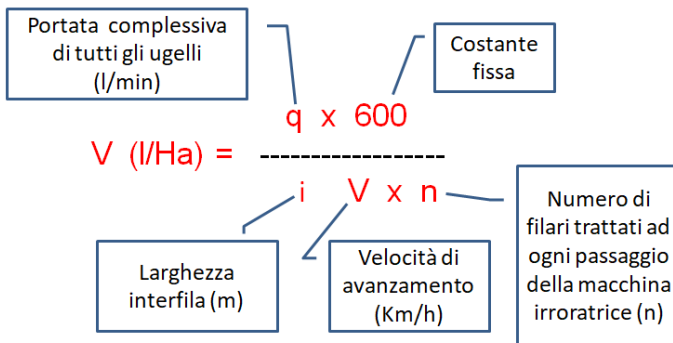 Portata complessiva
di tutti gli ugelli
(l/min)
Costante
fissa
q x 600
V (l/Ha) = ------------------
i V x n
Larghezza
interfila (m)
Velocità di
avanzamento
(Km/h)
Numero di
filari trattati ad
ogni passaggio
della macchina
irroratrice (n)